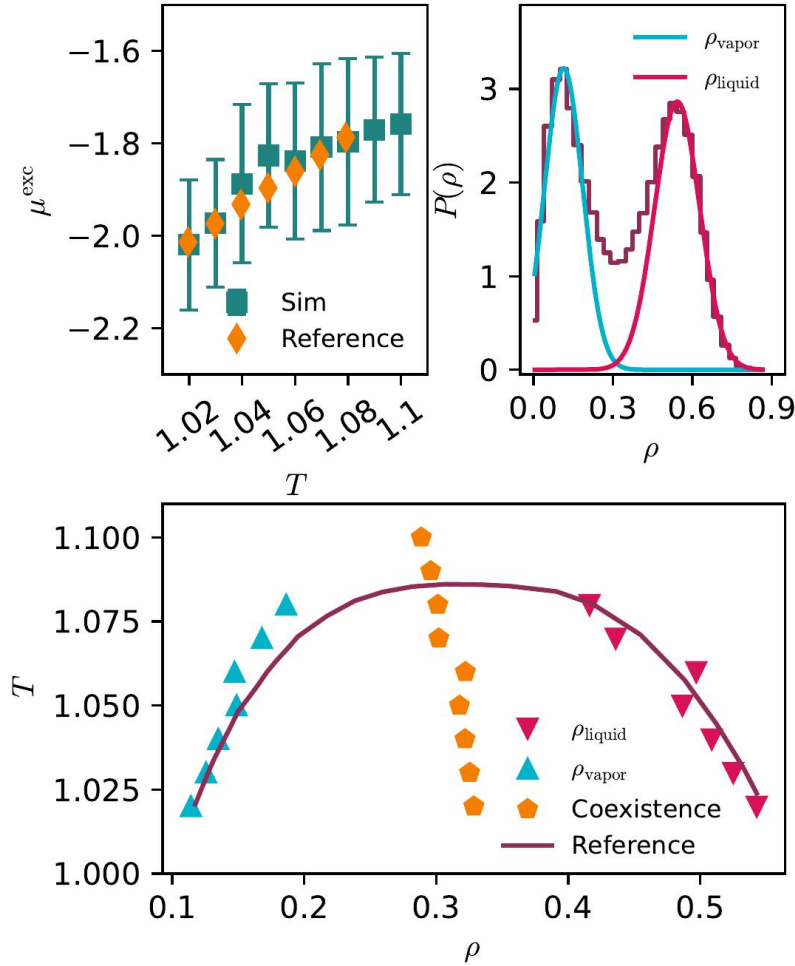 −1.6
−1.8
−2.0
−2.2
μ^exc
Sim
Reference
1.02
1.04
1.06
1.08
1.1
T
3
2
1
0
P(ρ)
ρ_vapor
ρ_liquid
0.0
0.3
0.6
0.9
ρ
1.100
1.075
1.050
1.025
1.000
T
ρ_liquid
ρ_vapor
Coexistence
Reference
0.1
0.2
0.3
0.4
0.5
ρ